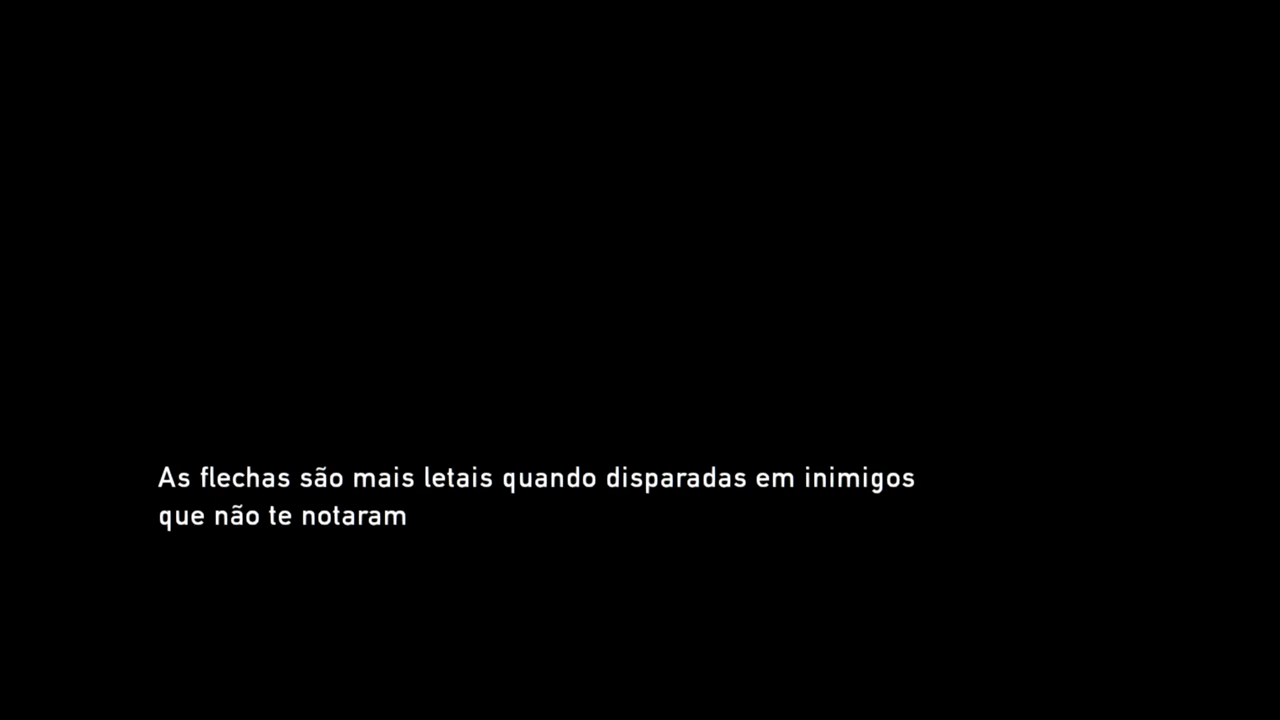 As flechas são mais letais quando disparadas em inimigos
que não te notaram